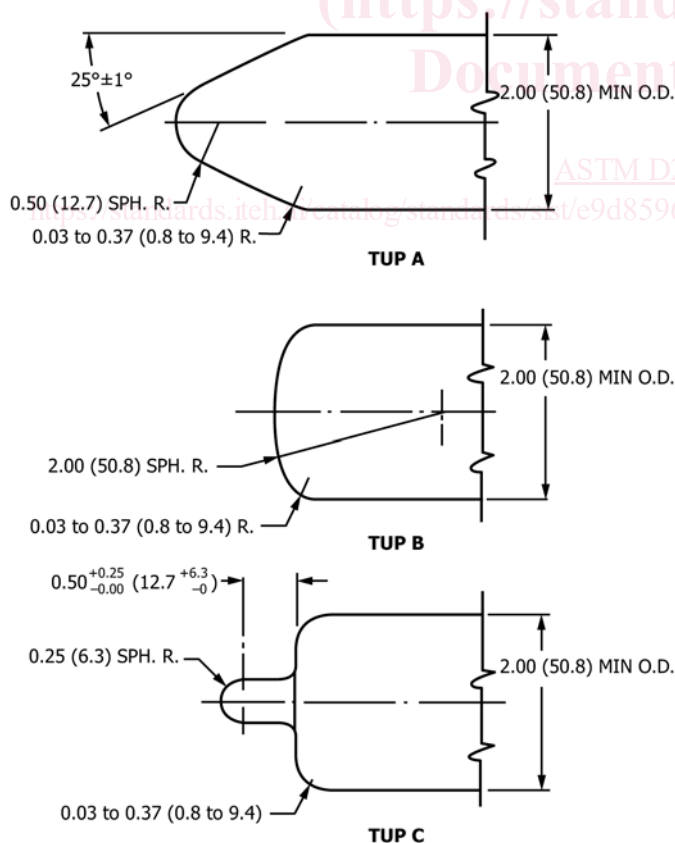 (https://stand
Document
25°±1°
2.00 (50.8) MIN O.D.
ASTM D2
0.50 (12.7) SPH. R.
https://standards.iteh.ai/catalog/standards/sist/e9d8596
0.03 to 0.37 (0.8 to 9.4) R.
TUP A
2.00 (50.8) MIN O.D.
2.00 (50.8) SPH. R.
0.03 to 0.37 (0.8 to 9.4) R.
TUP B
0.50 +0.25 -0.00 (12.7 +6.3 -0)
0.25 (6.3) SPH. R.
2.00 (50.8) MIN O.D.
0.03 to 0.37 (0.8 to 9.4)
TUP C